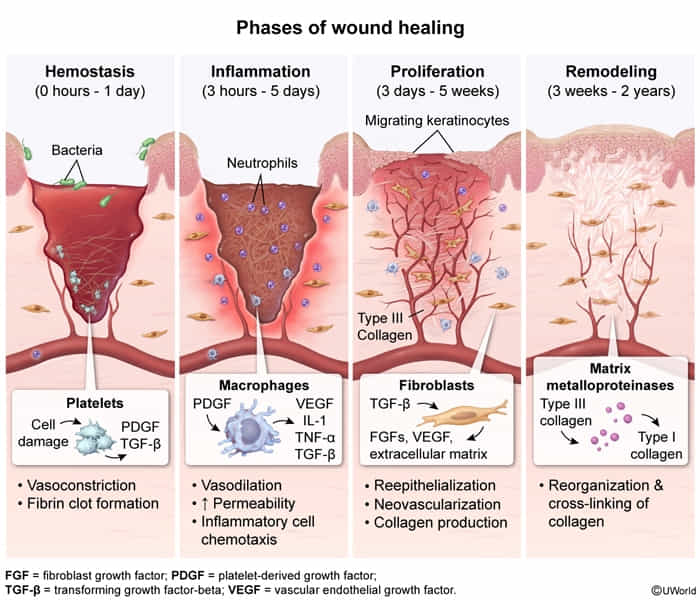 Phases of wound healing
Hemostasis
(0 hours - 1 day)
Bacteria
Platelets
Cell
damage
PDGF
TGF-β
• Vasoconstriction
• Fibrin clot formation
Inflammation
(3 hours - 5 days)
Neutrophils
Macrophages
PDGF
VEGF
IL-1
TNF-α
TGF-β
• Vasodilation
• ↑ Permeability
• Inflammatory cell
chemotaxis
Proliferation
(3 days - 5 weeks)
Migrating keratinocytes
Type III
Collagen
Fibroblasts
TGF-β
FGFs, VEGF,
extracellular matrix
• Reepithelialization
• Neovascularization
• Collagen production
Remodeling
(3 weeks - 2 years)
Matrix
metalloproteinases
Type III
collagen
Type I
collagen
• Reorganization &
cross-linking of
collagen
FGF = fibroblast growth factor; PDGF = platelet-derived growth factor;
TGF-β = transforming growth factor-beta; VEGF = vascular endothelial growth factor.
©UWorld